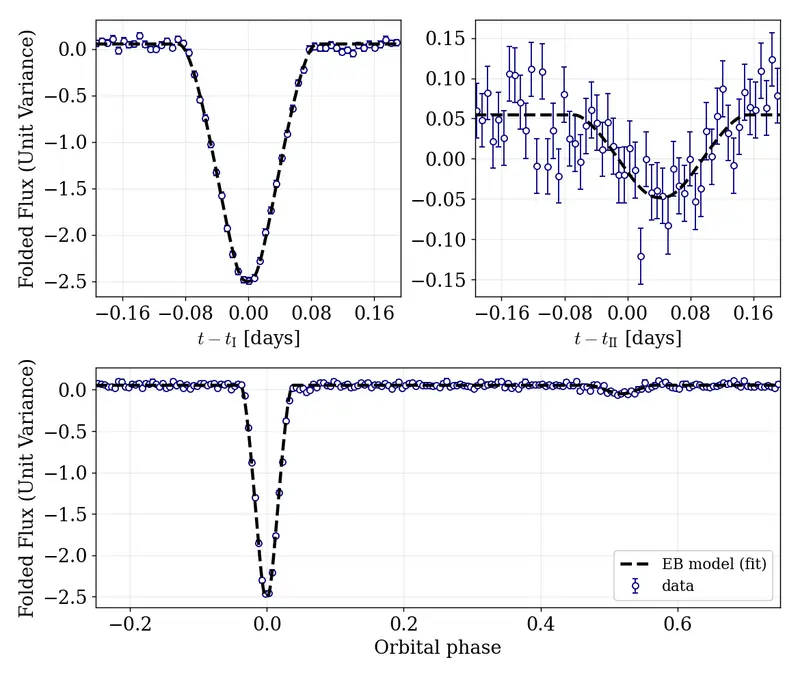 Folded Flux (Unit Variance)
0.0
−0.5
−1.0
−1.5
−2.0
−2.5
−0.16 −0.08 0.00 0.08 0.16
t − tI [days]
0.15
0.10
0.05
0.00
−0.05
−0.10
−0.15
−0.16 −0.08 0.00 0.08 0.16
t − tII [days]
Folded Flux (Unit Variance)
0.0
−0.5
−1.0
−1.5
−2.0
−2.5
EB model (fit)
data
−0.2 0.0 0.2 0.4 0.6
Orbital phase